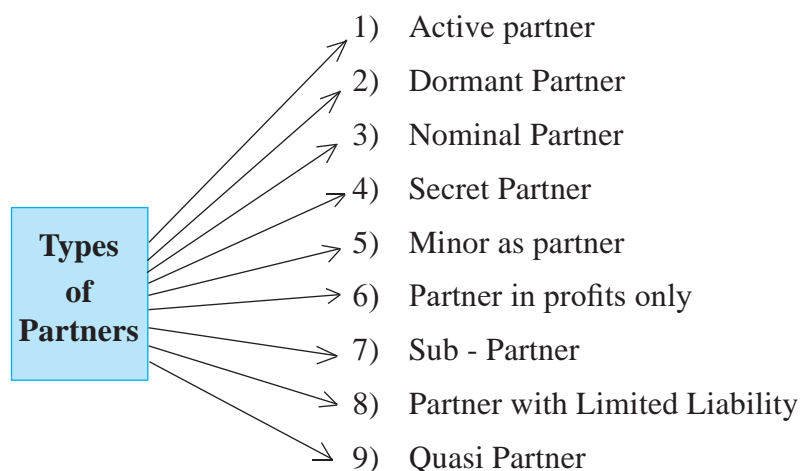 1) Active partner
2) Dormant Partner
3) Nominal Partner
4) Secret Partner
Types
of
Partners
5) Minor as partner
6) Partner in profits only
7) Sub - Partner
8) Partner with Limited Liability
9) Quasi Partner